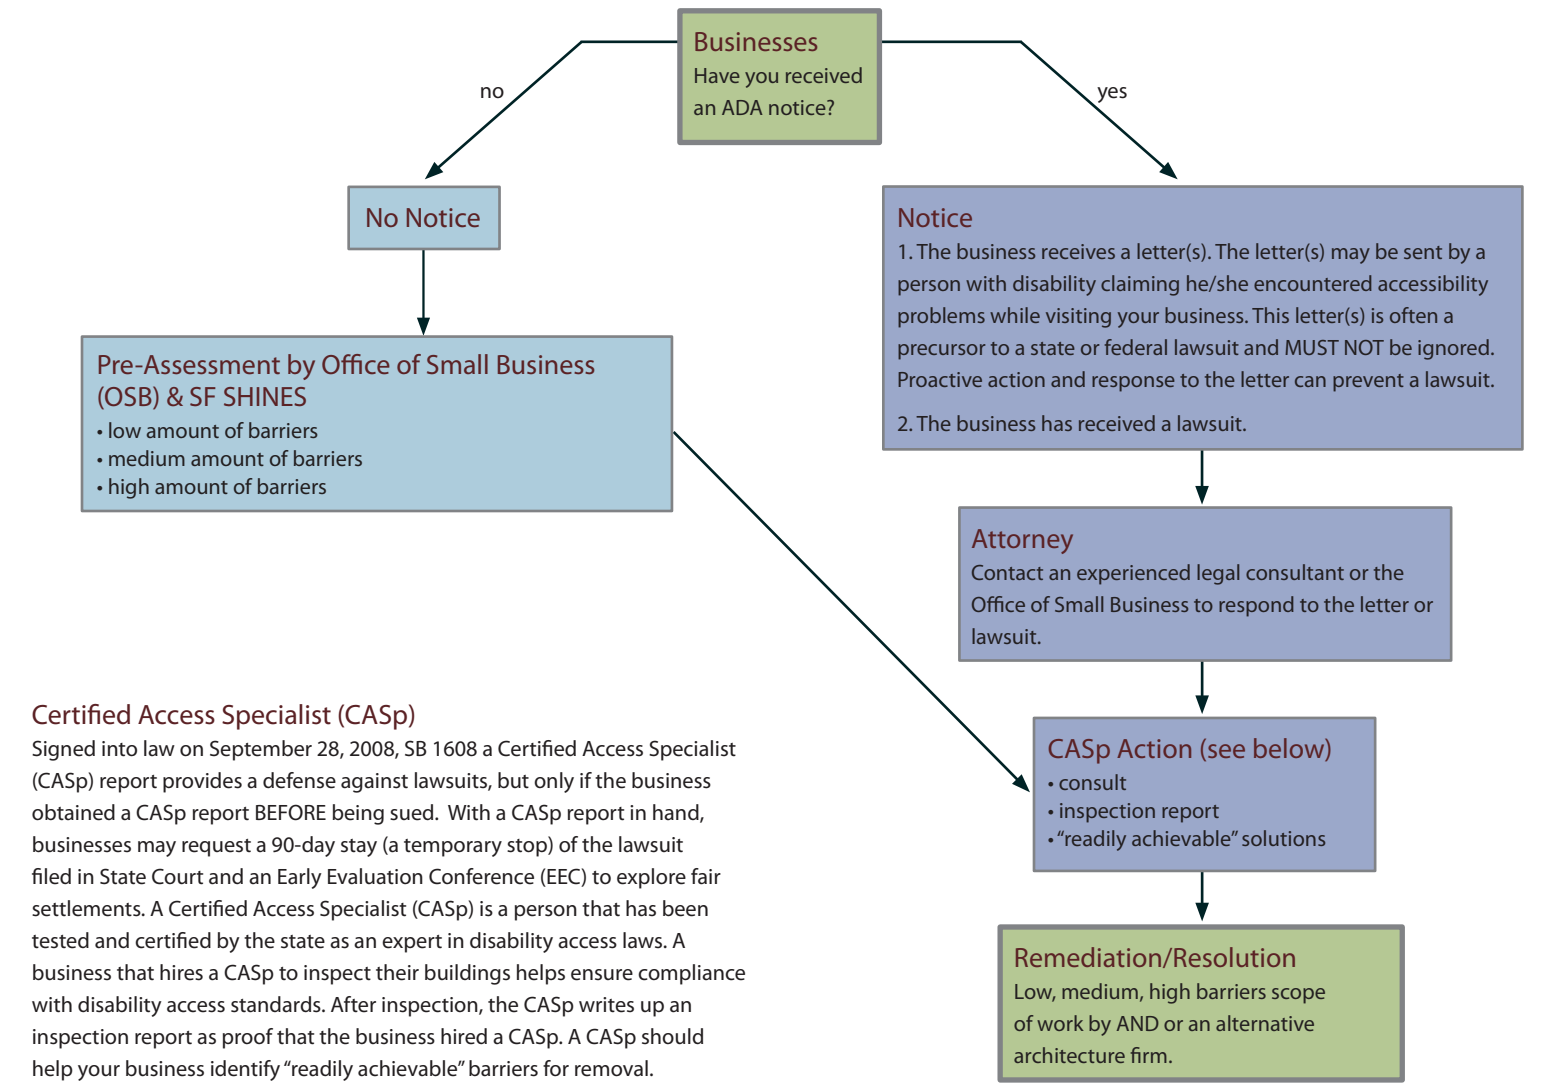 Businesses
Have you received
an ADA notice?
no
yes
No Notice
Notice
1. The business receives a letter(s). The letter(s) may be sent by a
person with disability claiming he/she encountered accessibility
problems while visiting your business. This letter(s) is often a
precursor to a state or federal lawsuit and MUST NOT be ignored.
Proactive action and response to the letter can prevent a lawsuit.
2. The business has received a lawsuit.
Pre-Assessment by Office of Small Business
(OSB) & SF SHINES
• low amount of barriers
• medium amount of barriers
• high amount of barriers
Attorney
Contact an experienced legal consultant or the
Office of Small Business to respond to the letter or
lawsuit.
CASp Action (see below)
• consult
• inspection report
• “readily achievable” solutions
Remediation/Resolution
Low, medium, high barriers scope
of work by AND or an alternative
architecture firm.
Certified Access Specialist (CASp)
Signed into law on September 28, 2008, SB 1608 a Certified Access Specialist
(CASp) report provides a defense against lawsuits, but only if the business
obtained a CASp report BEFORE being sued. With a CASp report in hand,
businesses may request a 90-day stay (a temporary stop) of the lawsuit
filed in State Court and an Early Evaluation Conference (EEC) to explore fair
settlements. A Certified Access Specialist (CASp) is a person that has been
tested and certified by the state as an expert in disability access laws. A
business that hires a CASp to inspect their buildings helps ensure compliance
with disability access standards. After inspection, the CASp writes up an
inspection report as proof that the business hired a CASp. A CASp should
help your business identify “readily achievable” barriers for removal.